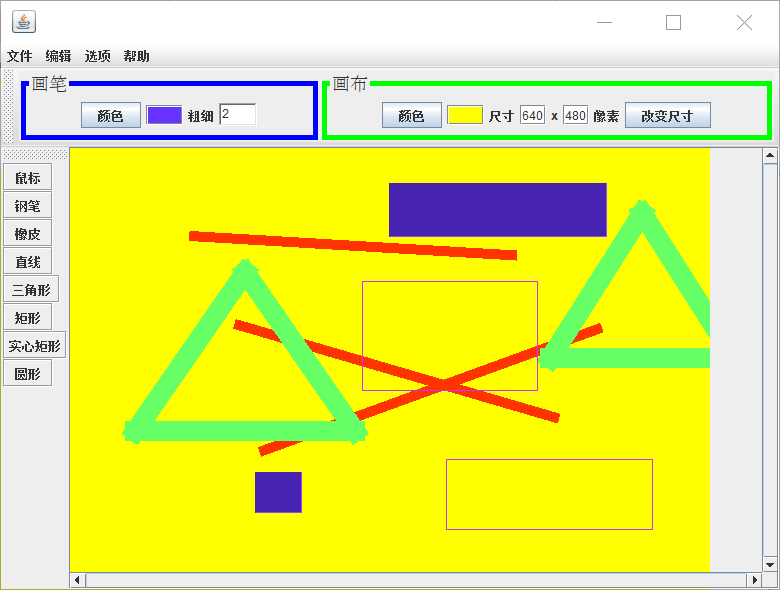 文件 编辑 选项 帮助
画笔 画布
颜色 粗细 2 颜色 尺寸 640 x 480 像素 改变尺寸
鼠标
钢笔
橡皮
直线
三角形
矩形
实心矩形
圆形